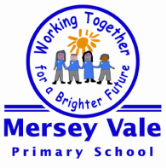 Working Together
for a Brighter Future
Mersey Vale
Primary School